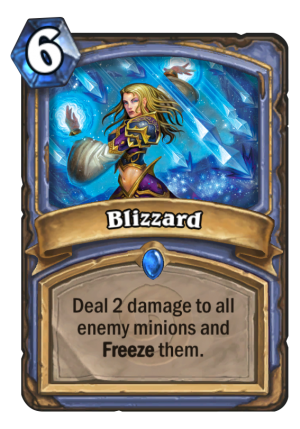 6
Blizzard
Deal 2 damage to all
enemy minions and
Freeze them.